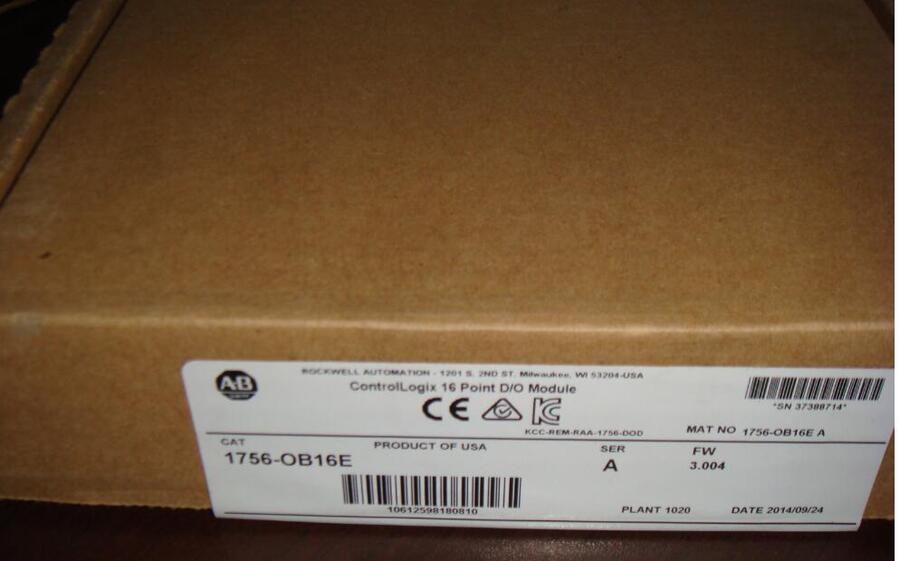 A-B
ROCKWELL AUTOMATION - 1201 S. 2ND ST. Milwaukee, WI 53204-USA
ControlLogix 16 Point D/O Module
*SN 37388714*
CE
KCC-REM-RAA-1756-DOD
MAT NO 1756-OB16E A
CAT
PRODUCT OF USA
SER
FW
1756-OB16E
A
3.004
10612598180810
PLANT 1020
DATE 2014/09/24